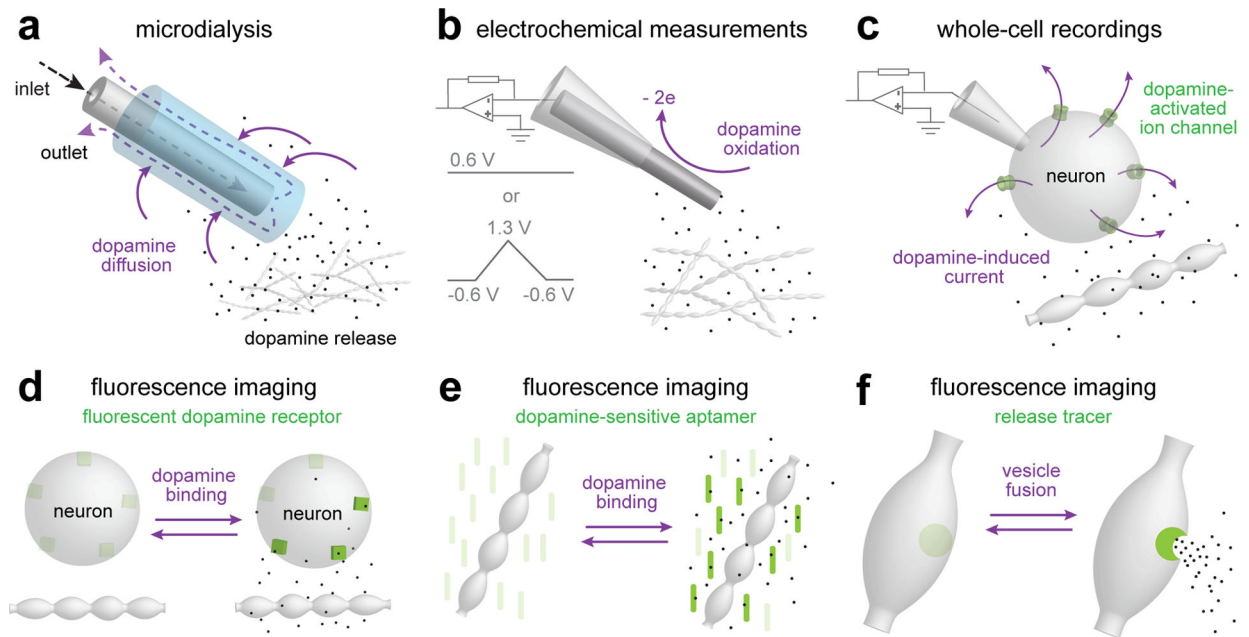 a
microdialysis
inlet
outlet
dopamine
diffusion
dopamine release
b
electrochemical measurements
- 2e
dopamine
oxidation
0.6 V
or
1.3 V
-0.6 V
-0.6 V
c
whole-cell recordings
dopamine-
activated
ion channel
neuron
dopamine-induced
current
d
fluorescence imaging
fluorescent dopamine receptor
neuron
dopamine
binding
neuron
e
fluorescence imaging
dopamine-sensitive aptamer
dopamine
binding
f
fluorescence imaging
release tracer
vesicle
fusion